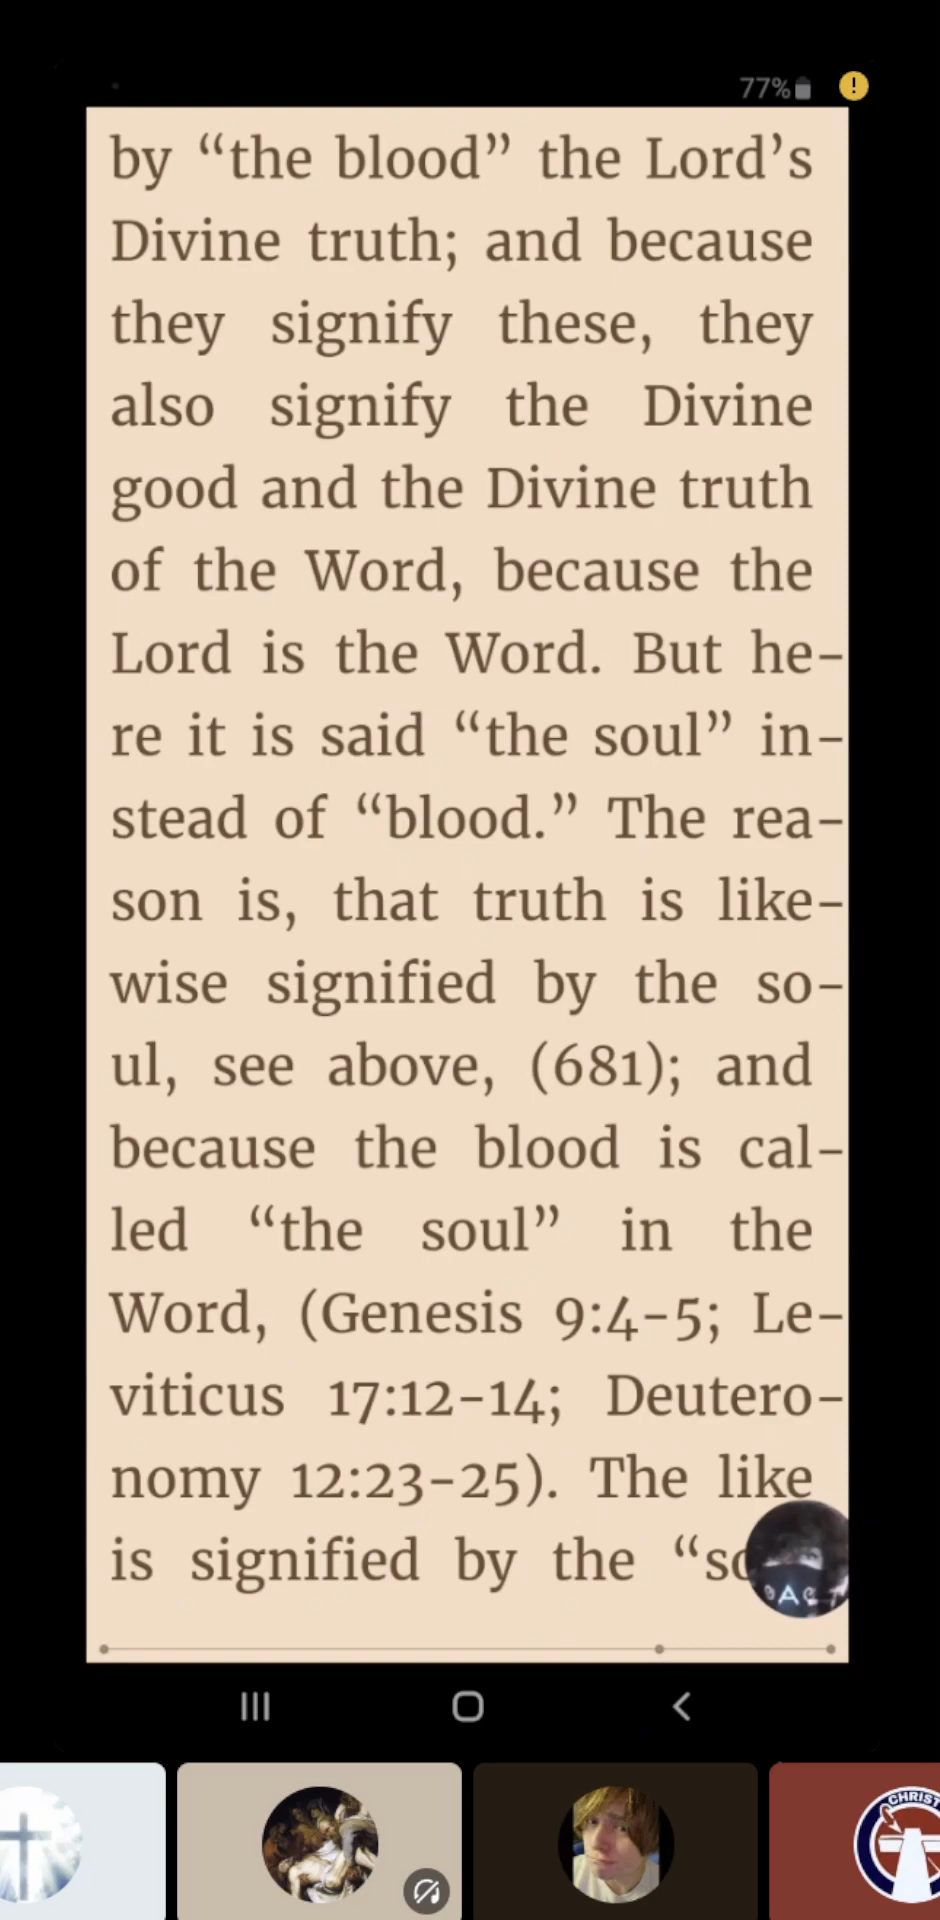 77%
by “the blood” the Lord’s
Divine truth; and because
they signify these, they
also signify the Divine
good and the Divine truth
of the Word, because the
Lord is the Word. But he-
re it is said “the soul” in-
stead of “blood.” The rea-
son is, that truth is like-
wise signified by the so-
ul, see above, (681); and
because the blood is cal-
led “the soul” in the
Word, (Genesis 9:4-5; Le-
viticus 17:12-14; Deutero-
nomy 12:23-25). The like
is signified by the
CHRIST